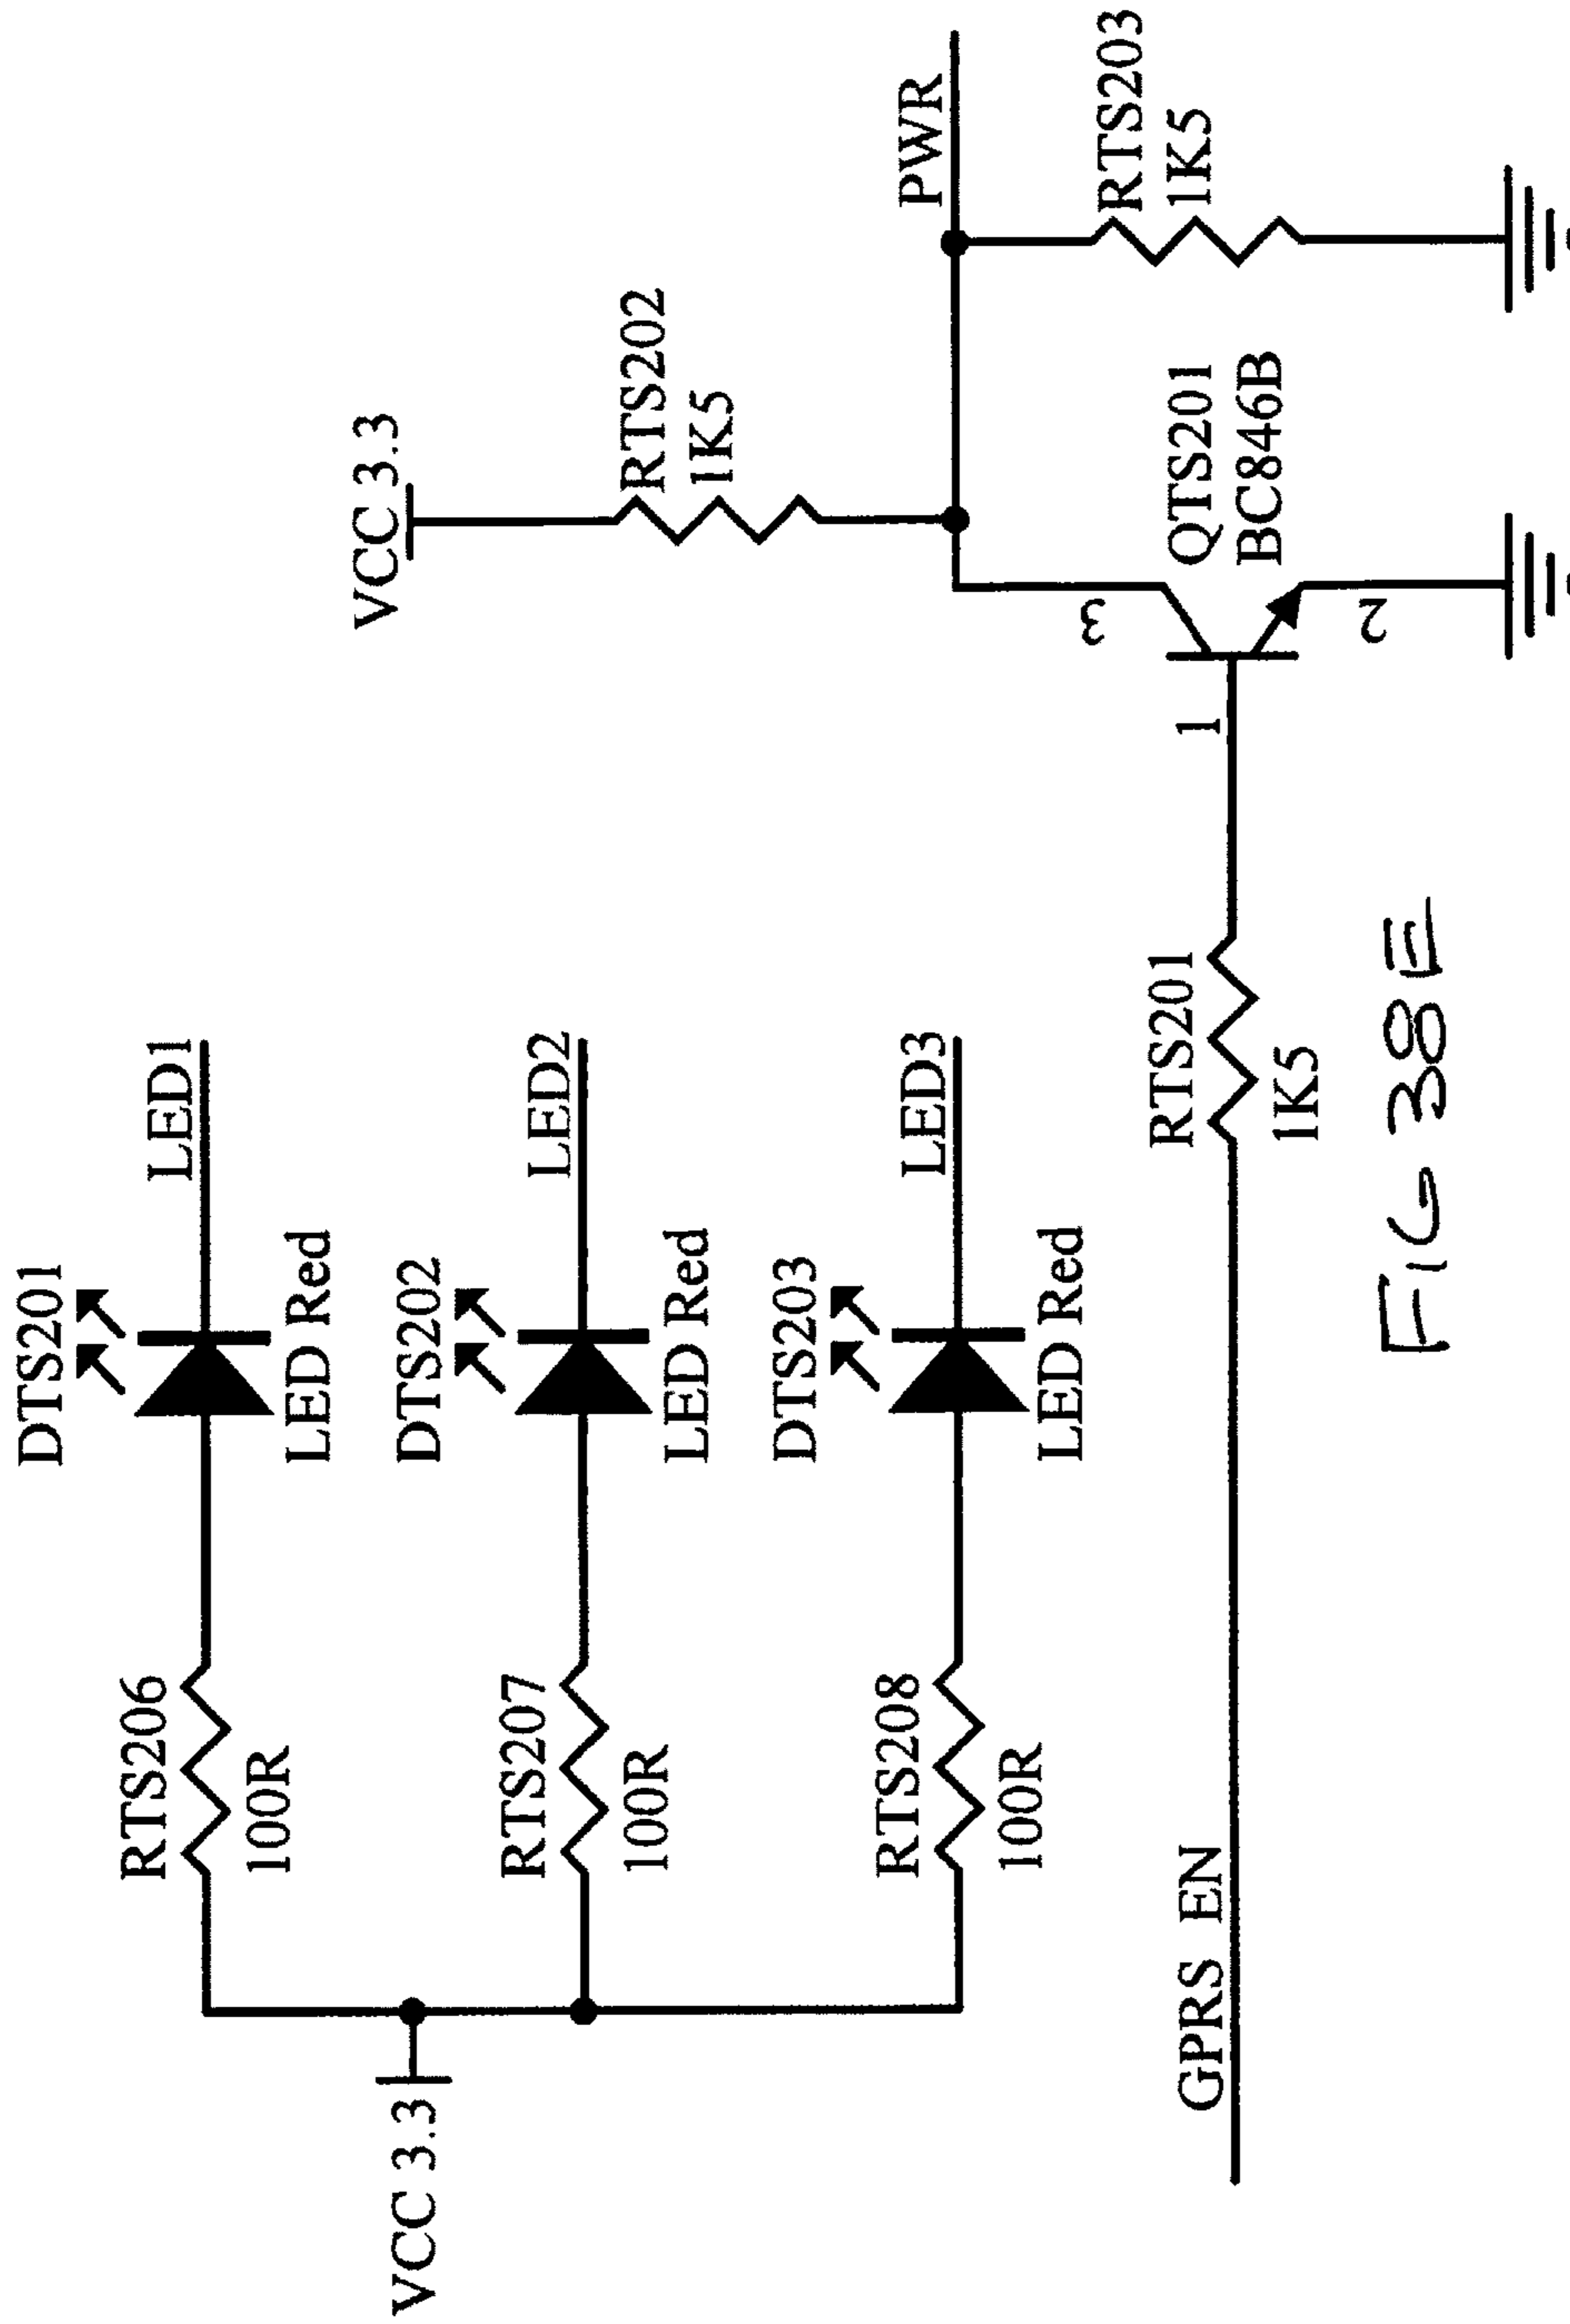 DTS201
LED1
RTS206
100R
LED Red
VCC 3.3
DTS202
LED2
RTS207
100R
LED Red
DTS203
LED3
RTS208
100R
LED Red
VCC 3.3
RTS202
1K5
PWR
RTS203
1K5
3
QTS201
BC846B
1
2
GPRS EN
RTS201
1K5
FIG 38E